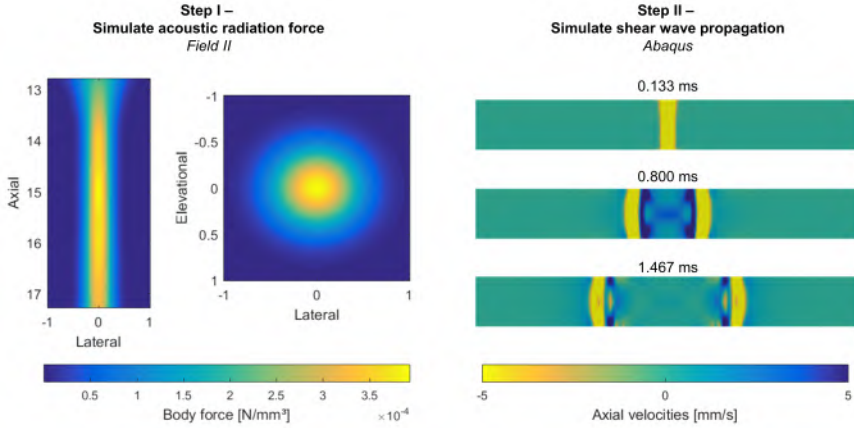 Step I –
Simulate acoustic radiation force
Field II
13
14
15
16
17
Axial
-1
0
1
Lateral
-1
-0.5
0
0.5
1
Elevational
-1
0
1
Lateral
0.5
1
1.5
2
2.5
3
3.5
Body force [N/mm³]
×10⁻⁴
Step II –
Simulate shear wave propagation
Abaqus
0.133 ms
0.800 ms
1.467 ms
-5
0
5
Axial velocities [mm/s]